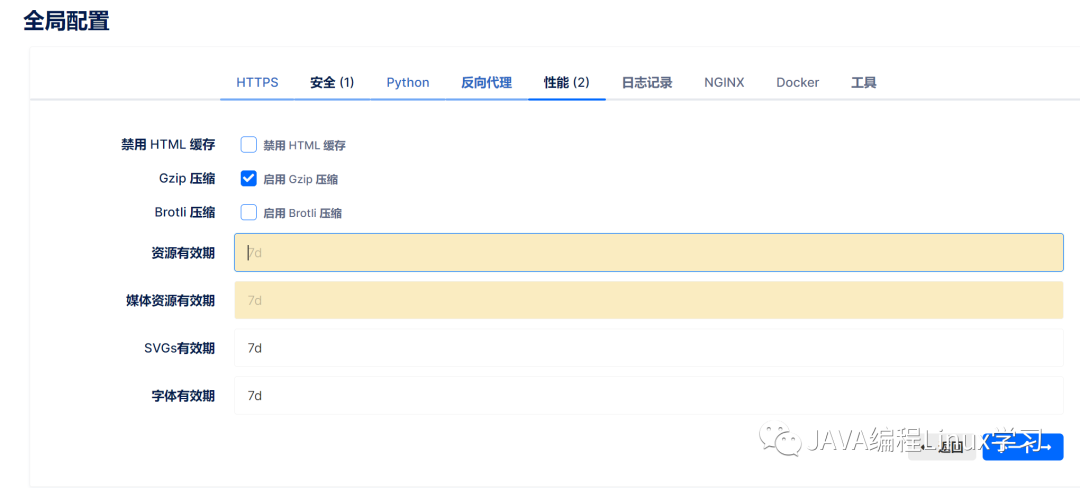 全局配置
HTTPS 安全 (1) Python 反向代理 性能 (2) 日志记录 NGINX Docker 工具
禁用 HTML 缓存 禁用 HTML 缓存
Gzip 压缩 启用 Gzip 压缩
Brotli 压缩 启用 Brotli 压缩
资源有效期 7d
媒体资源有效期 7d
SVGs有效期 7d
字体有效期 7d
JAVA编程Linux学习
← 返回 下一个 →